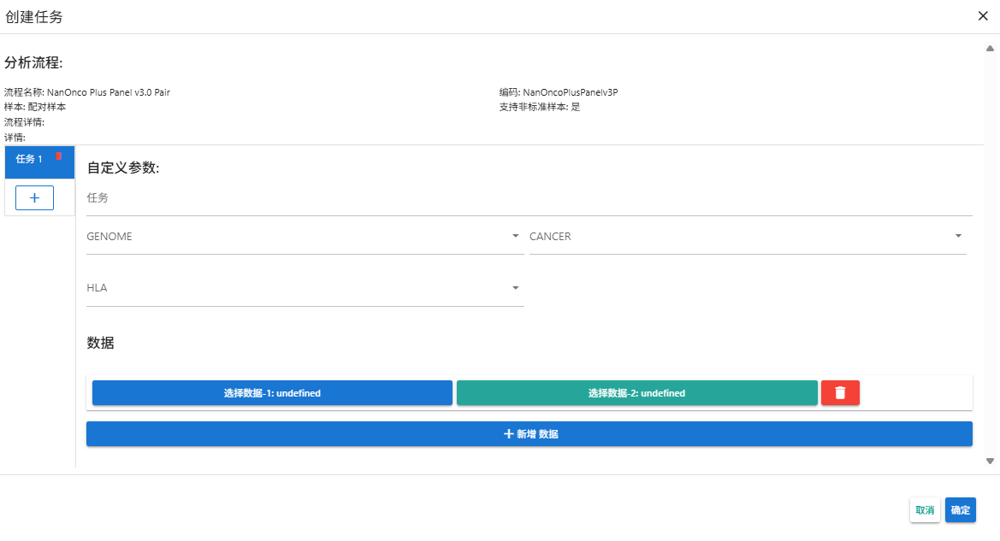 创建任务
分析流程:
流程名称: NanOnco Plus Panel v3.0 Pair
编码: NanOncoPlusPanelv3P
样本: 配对样本
支持非标准样本: 是
流程详情:
详情:
任务 1
自定义参数:
任务
GENOME
CANCER
HLA
数据
选择数据-1: undefined
选择数据-2: undefined
新增 数据
取消
确定